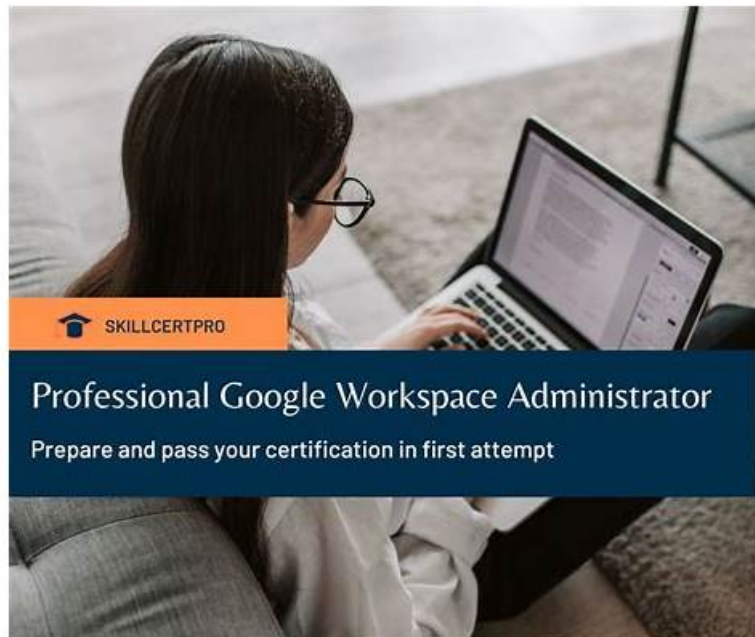 SKILLCERTPRO
Professional Google Workspace Administrator
Prepare and pass your certification in first attempt